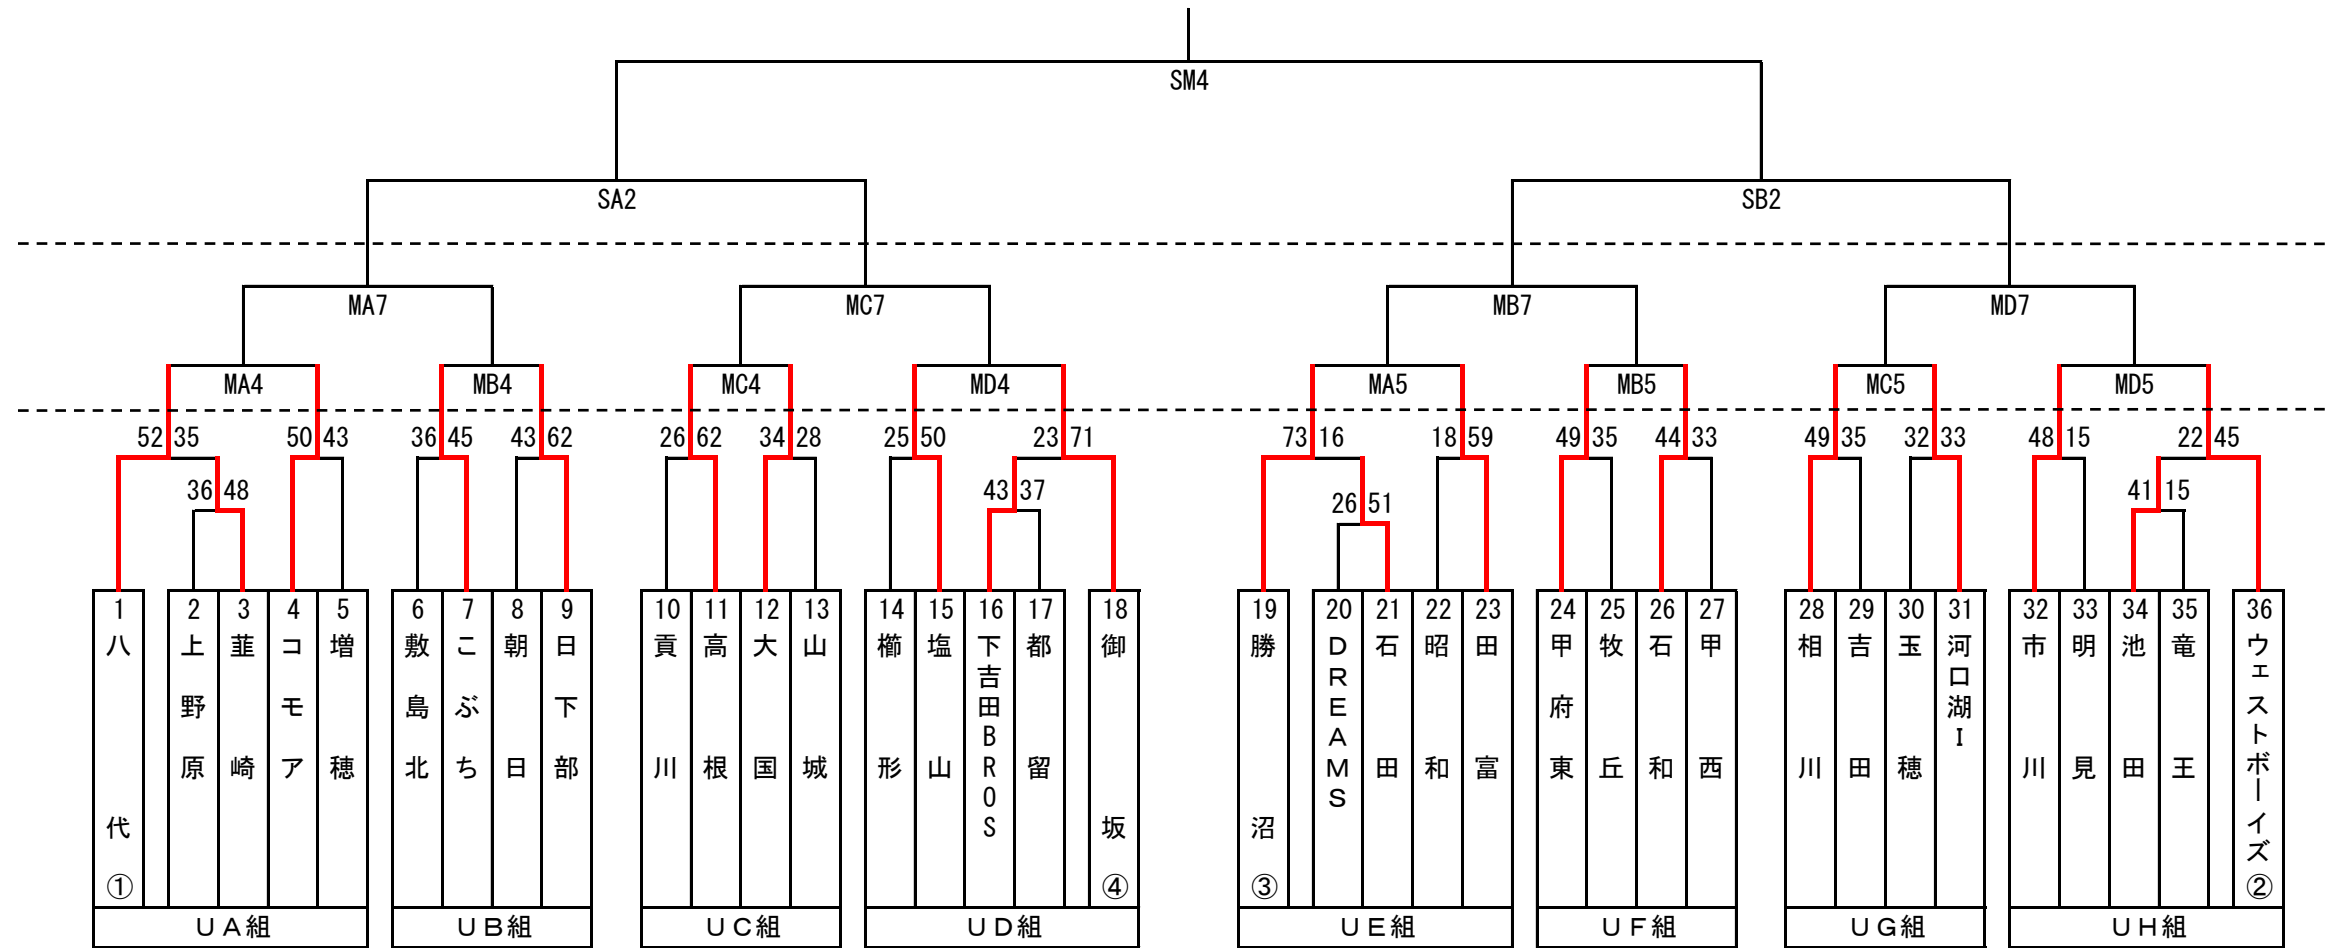 SM4
SA2 SB2
MA7 MC7 MB7 MD7
MA4 MB4 MC4 MD4 MA5 MB5 MC5 MD5
52 35 50 43 36 45 43 62 26 62 34 28 25 50 23 71 73 16 18 59 49 35 44 33 49 35 32 33 48 15 22 45
36 48 43 37 26 51 41 15
1 八代 ①
2 上野原
3 韮崎
4 コモア
5 増穂
6 敷島北
7 こぶち
8 朝日
9 日下部
10 貢川
11 高根
12 大国
13 山城
14 櫛形
15 塩山
16 下吉田BROS
17 都留
18 御坂 ④
19 勝沼 ③
20 DREAMS
21 石田
22 昭和
23 田富
24 甲府東
25 牧丘
26 石和
27 甲西
28 相川
29 吉田
30 玉穂
31 河口湖I
32 市川
33 明見
34 池田
35 竜王
36 ウェストボーイズ ②
UA組 UB組 UC組 UD組 UE組 UF組 UG組 UH組